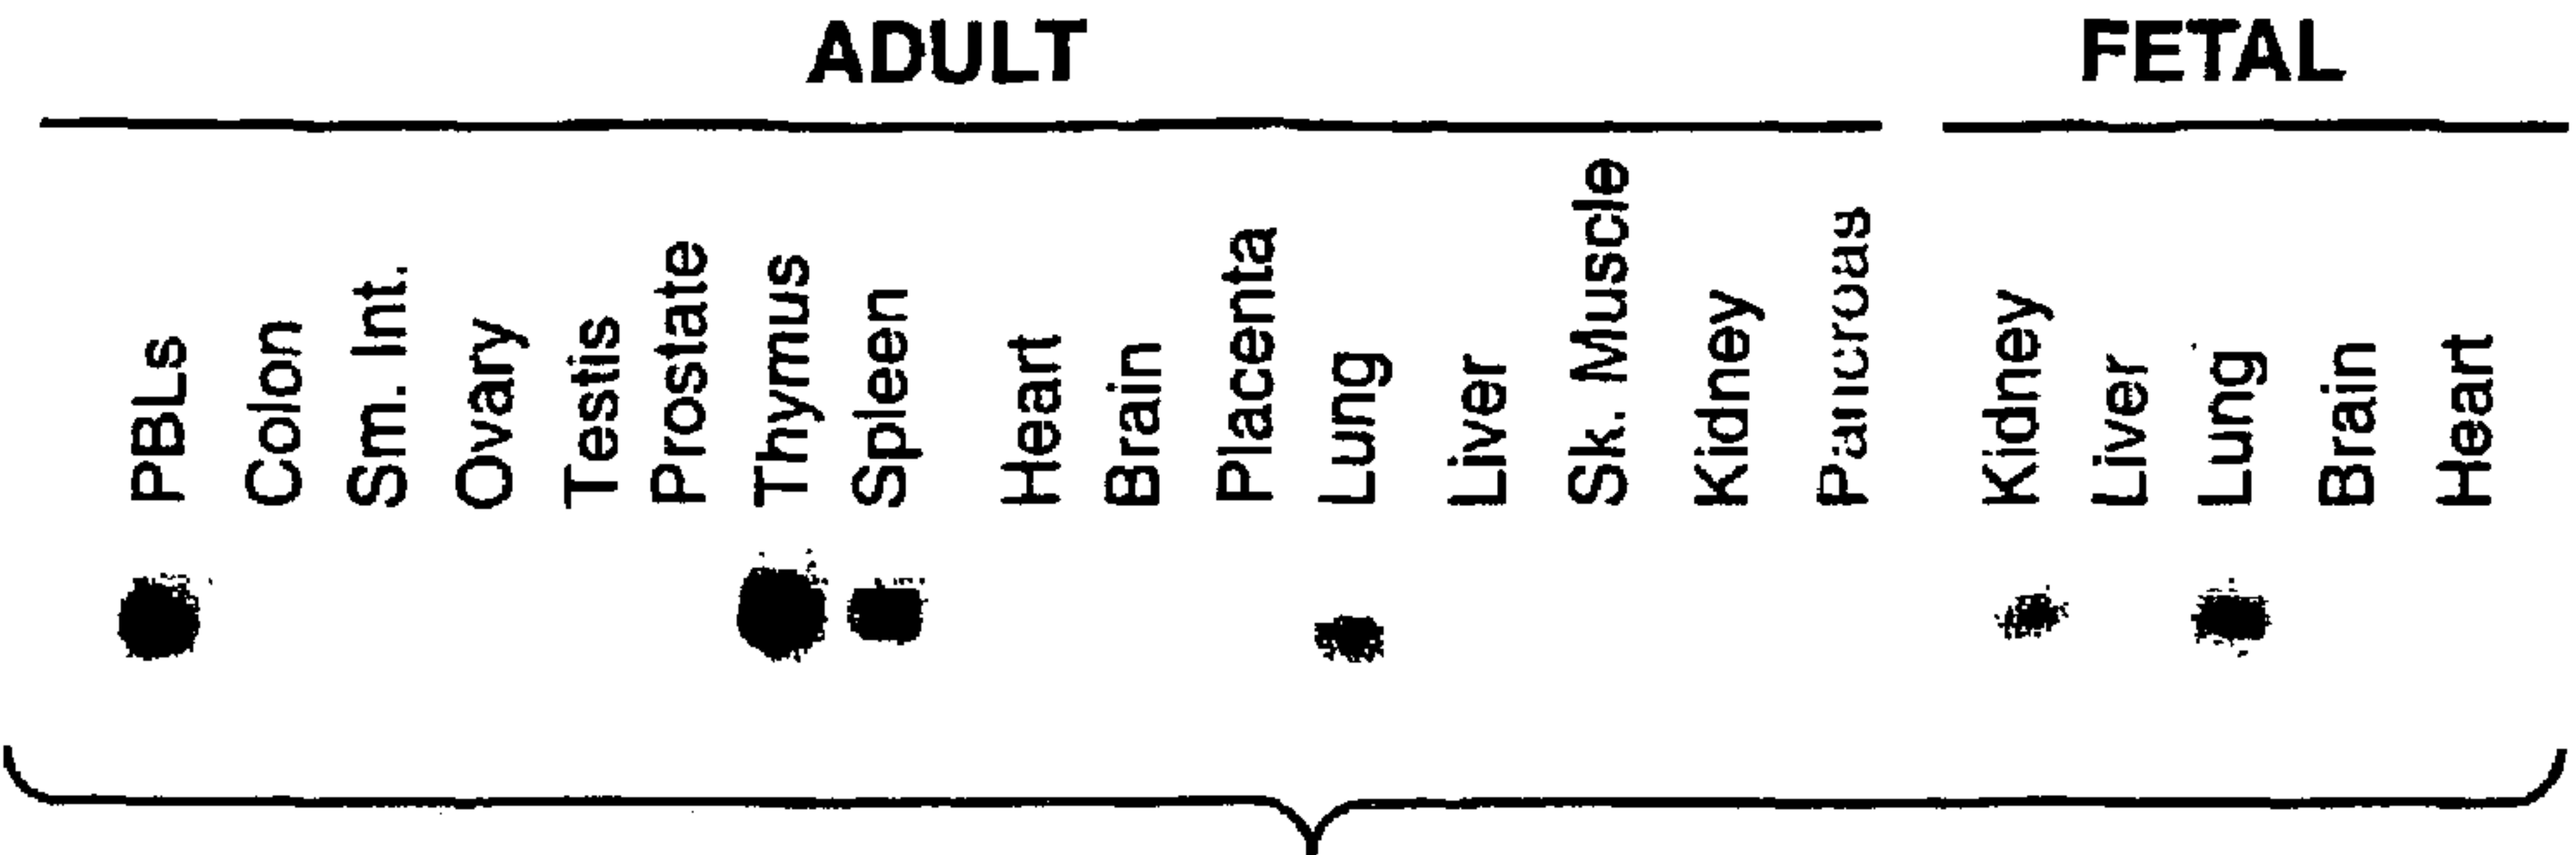 ADULT FETAL
PBLs Colon Sm. Int. Ovary Testis Prostate Thymus Spleen Heart Brain Placenta Lung Liver Sk. Muscle Kidney Pancroas Kidney Liver Lung Brain Heart